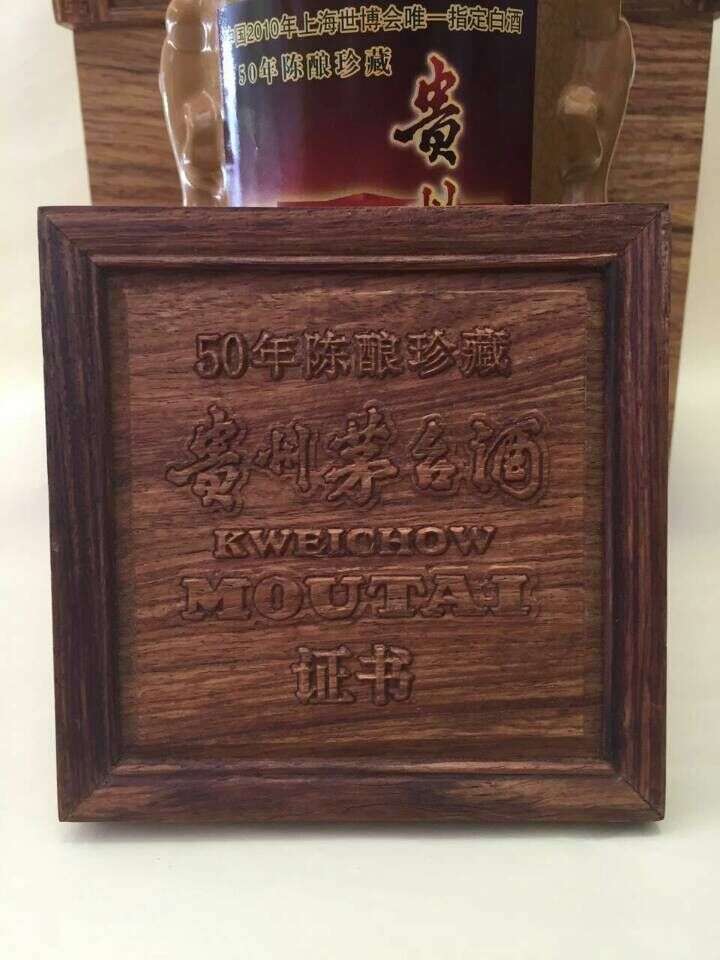 中国2010年上海世博会唯一指定白酒
50年陈酿珍藏
贵
50年陈酿珍藏
贵州茅台酒
KWEICHOW
MOUTAI
证书